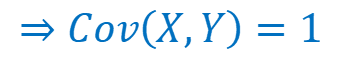 ⇒ Cov(X, Y) = 1